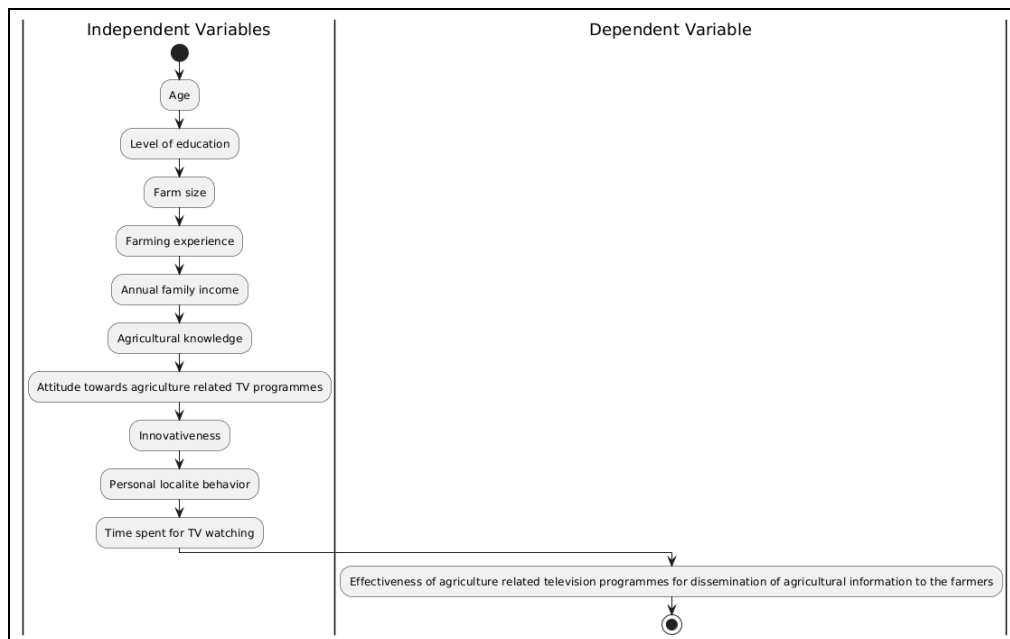 Independent Variables
Dependent Variable
Age
Level of education
Farm size
Farming experience
Annual family income
Agricultural knowledge
Attitude towards agriculture related TV programmes
Innovativeness
Personal localite behavior
Time spent for TV watching
Effectiveness of agriculture related television programmes for dissemination of agricultural information to the farmers